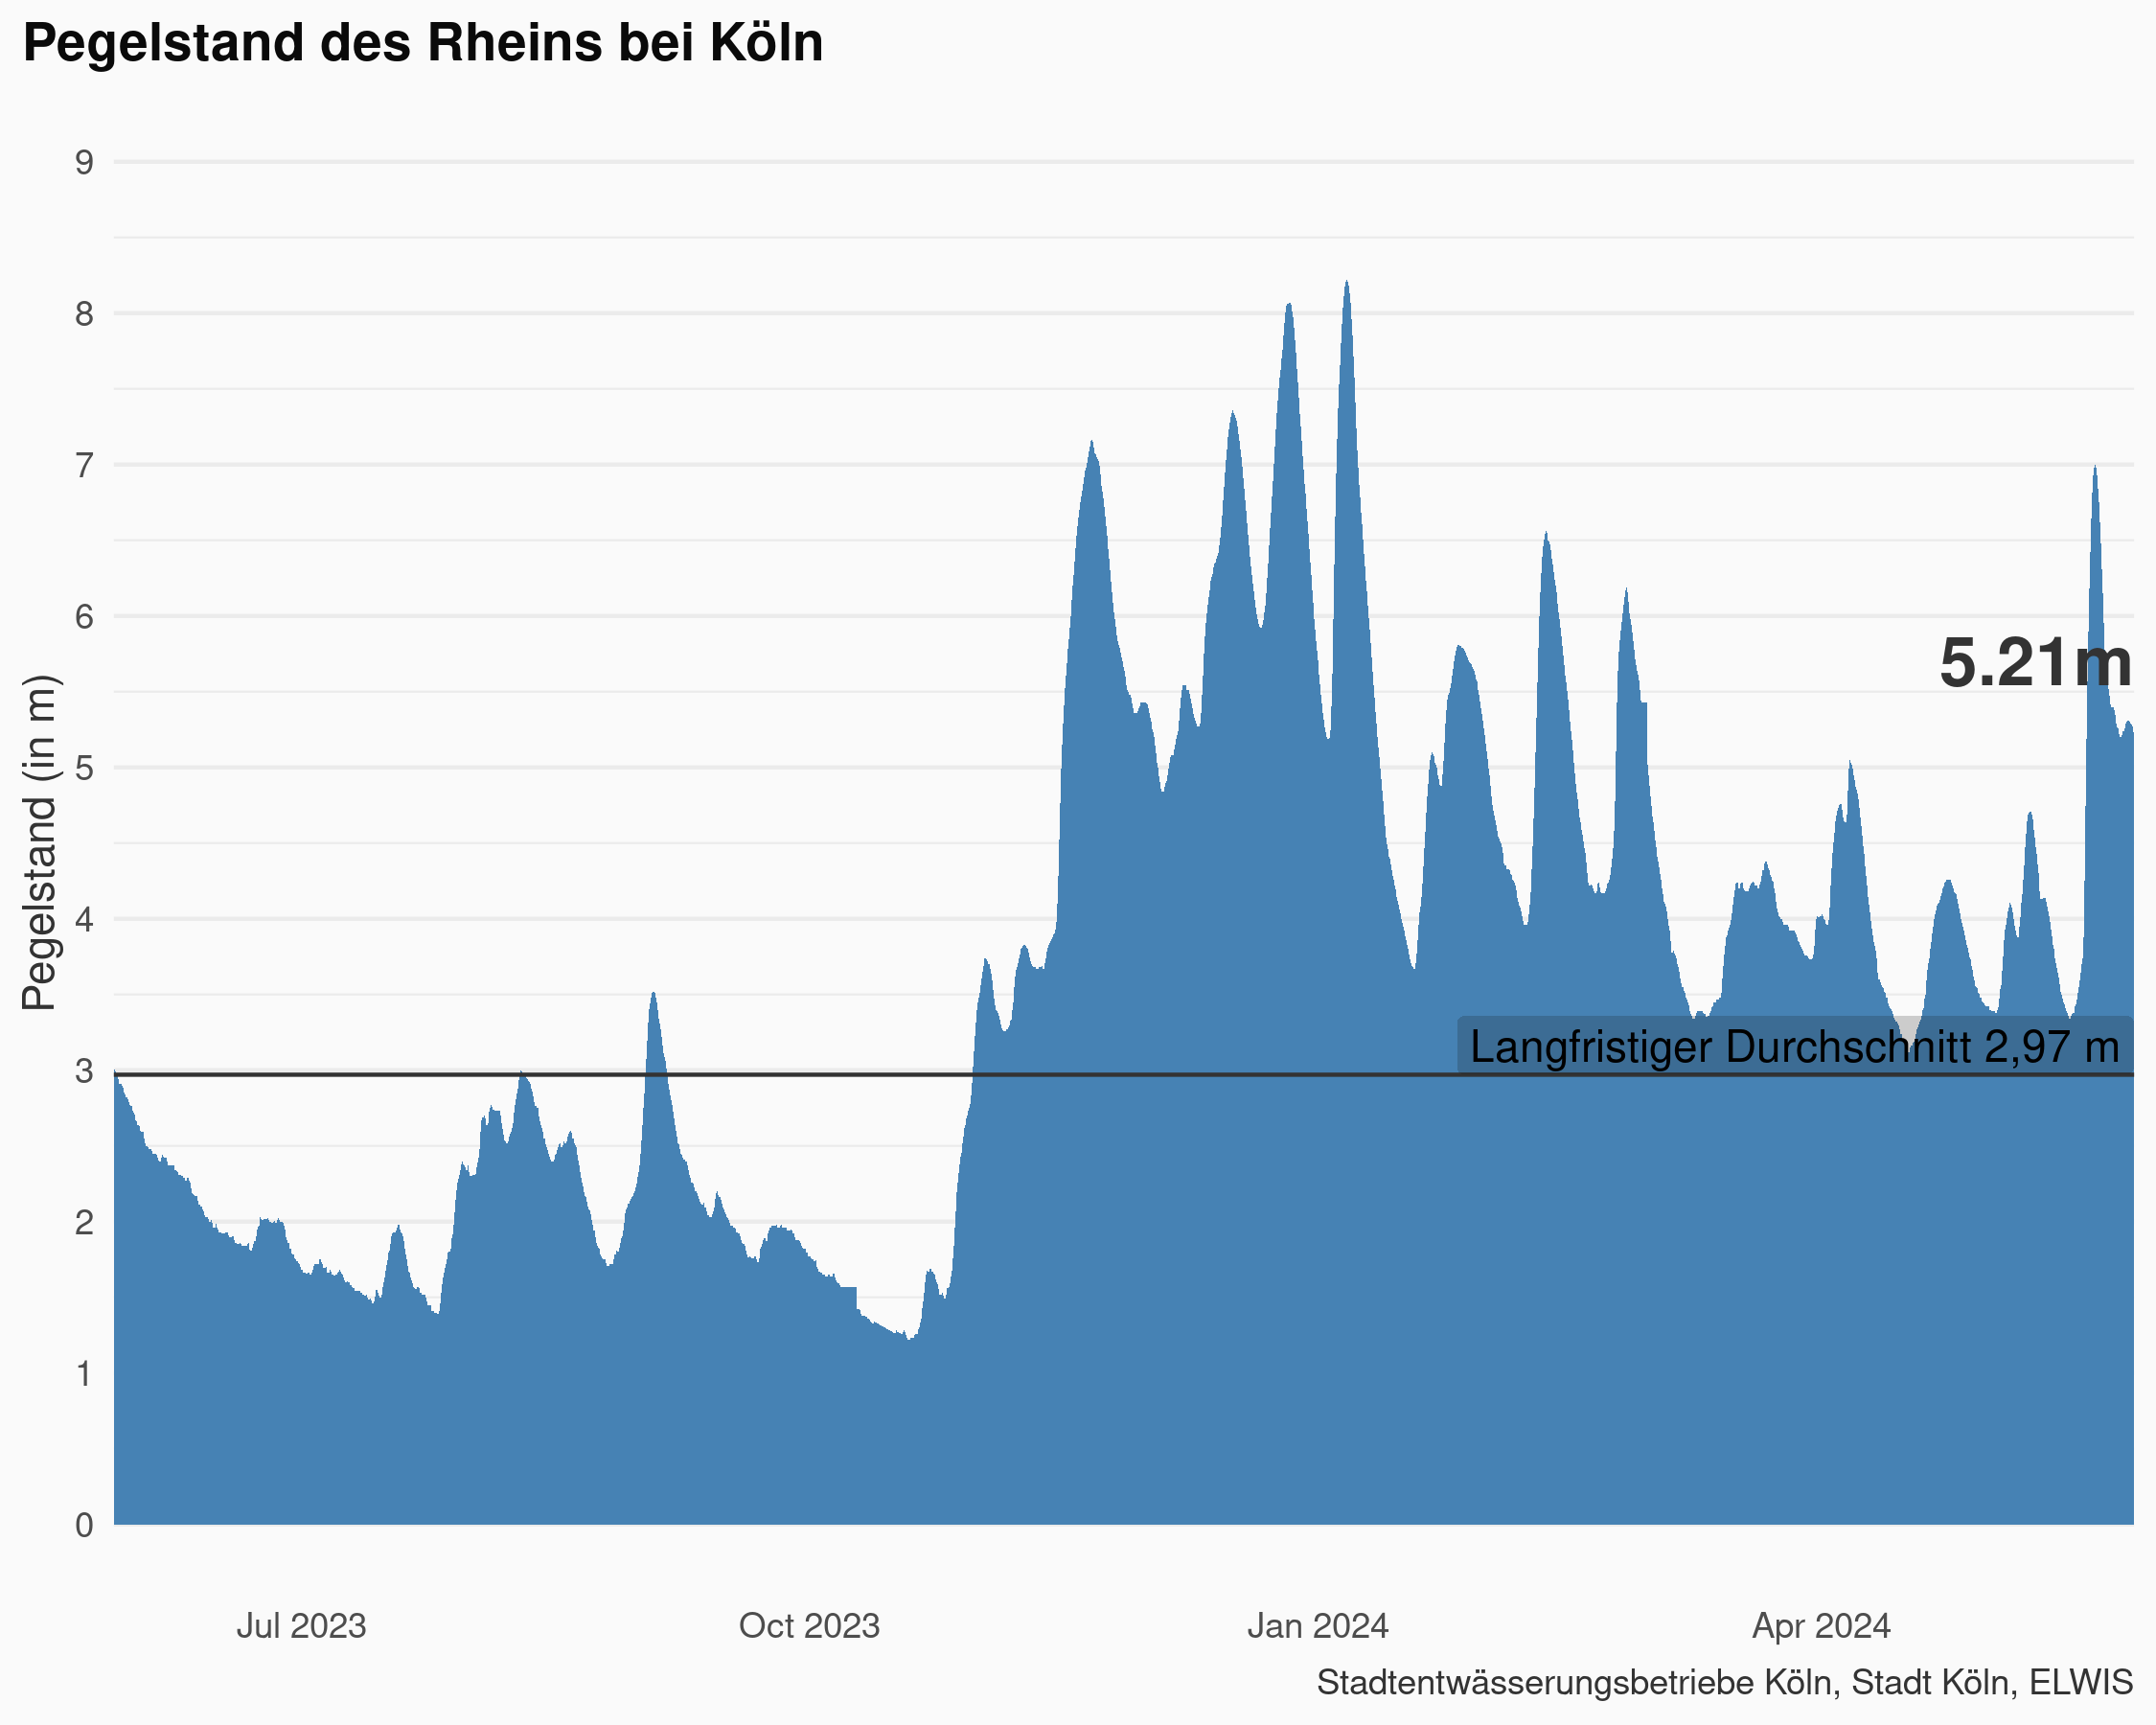 Pegelstand des Rheins bei Köln
Pegelstand (in m)
9
8
7
6
5
4
3
2
1
0
5.21m
Langfristiger Durchschnitt 2,97 m
Jul 2023
Oct 2023
Jan 2024
Apr 2024
Stadtentwässerungsbetriebe Köln, Stadt Köln, ELWIS